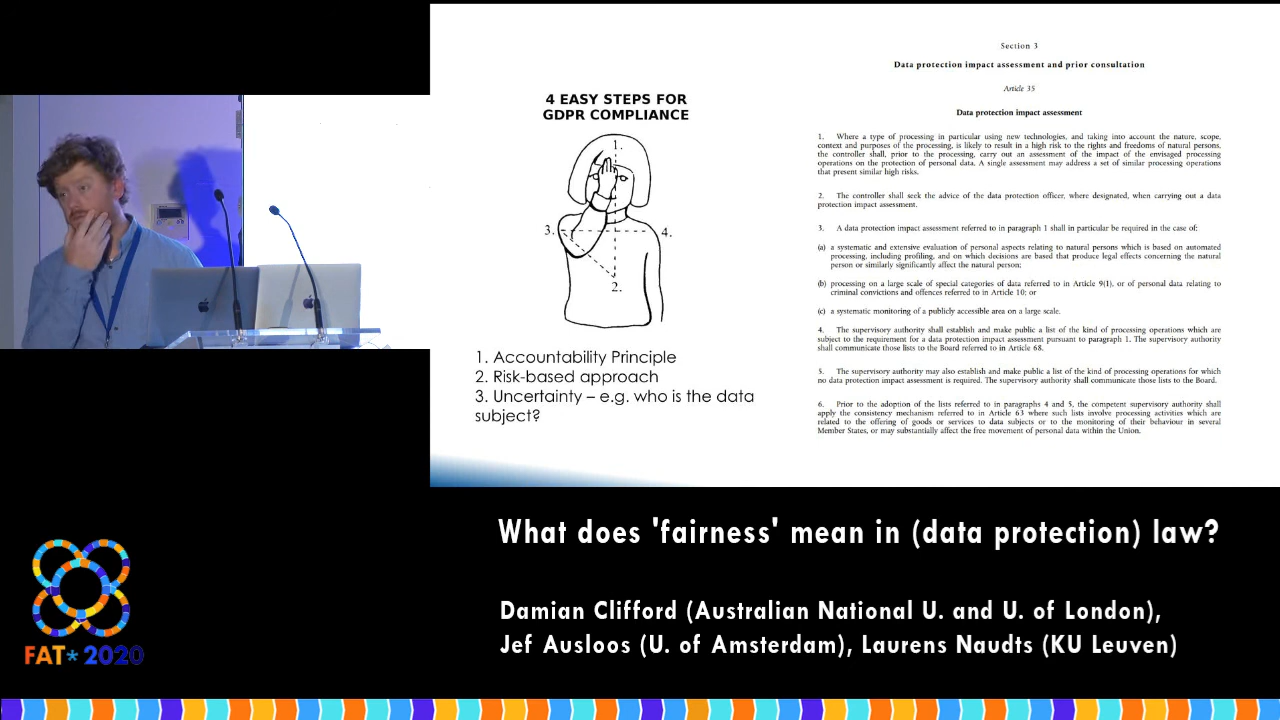 4 EASY STEPS FOR
GDPR COMPLIANCE
1.
3.
4.
2.
1. Accountability Principle
2. Risk-based approach
3. Uncertainty – e.g. who is the data
subject?
Section 3
Data protection impact assessment and prior consultation
Article 35
Data protection impact assessment
1. Where a type of processing in particular using new technologies, and taking into account the nature, scope,
context and purposes of the processing, is likely to result in a high risk to the rights and freedoms of natural persons,
the controller shall, prior to the processing, carry out an assessment of the impact of the envisaged processing
operations on the protection of personal data. A single assessment may address a set of similar processing operations
that present similar high risks.
2. The controller shall seek the advice of the data protection officer, where designated, when carrying out a data
protection impact assessment.
3. A data protection impact assessment referred to in paragraph 1 shall in particular be required in the case of:
(a) a systematic and extensive evaluation of personal aspects relating to natural persons which is based on automated
processing, including profiling, and on which decisions are based that produce legal effects concerning the natural
person or similarly significantly affect the natural person;
(b) processing on a large scale of special categories of data referred to in Article 9(1), or of personal data relating to
criminal convictions and offences referred to in Article 10; or
(c) a systematic monitoring of a publicly accessible area on a large scale.
4. The supervisory authority shall establish and make public a list of the kind of processing operations which are
subject to the requirement for a data protection impact assessment pursuant to paragraph 1. The supervisory authority
shall communicate those lists to the Board referred to in Article 68.
5. The supervisory authority may also establish and make public a list of the kind of processing operations for which
no data protection impact assessment is required. The supervisory authority shall communicate those lists to the Board.
6. Prior to the adoption of the lists referred to in paragraphs 4 and 5, the competent supervisory authority shall
apply the consistency mechanism referred to in Article 63 where such lists involve processing activities which are
related to the offering of goods or services to data subjects or to the monitoring of their behaviour in several
Member States, or may substantially affect the free movement of personal data within the Union.
What does 'fairness' mean in (data protection) law?
Damian Clifford (Australian National U. and U. of London),
Jef Ausloos (U. of Amsterdam), Laurens Naudts (KU Leuven)
FAT* 2020